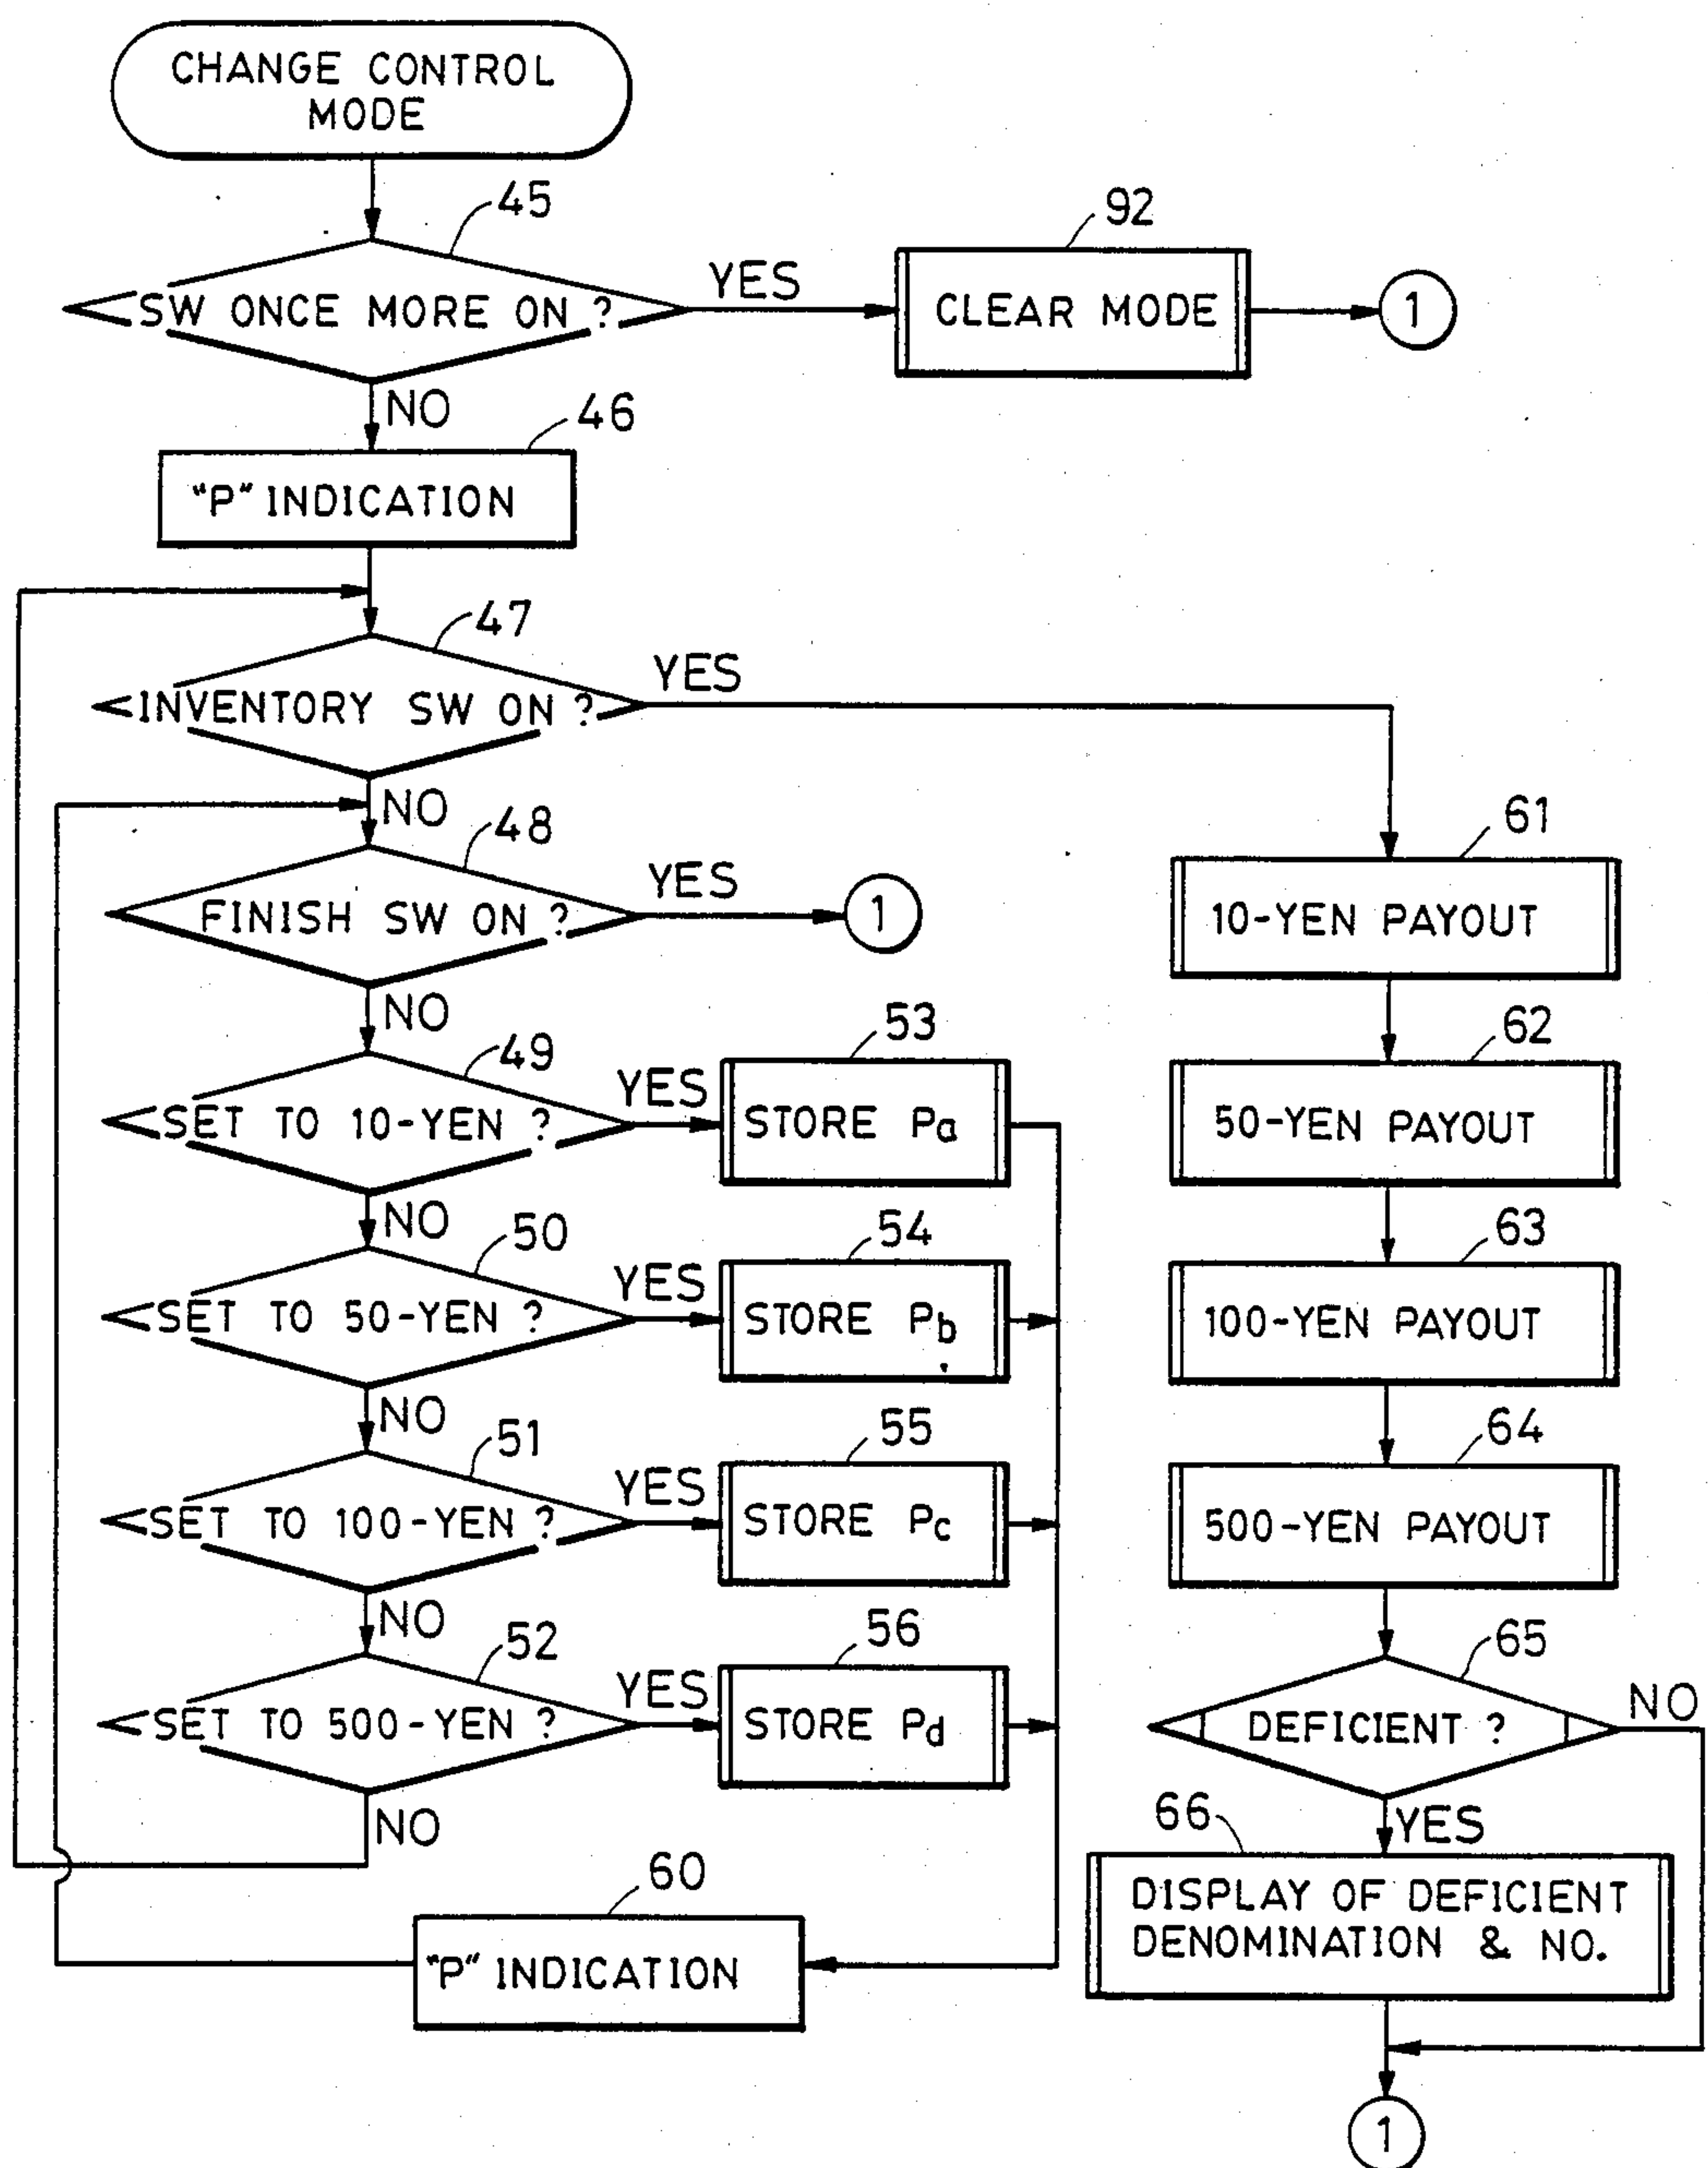 CHANGE CONTROL
MODE
45
92
SW ONCE MORE ON ?
YES
CLEAR MODE
1
NO
46
"P" INDICATION
47
INVENTORY SW ON ?
YES
NO
48
FINISH SW ON ?
YES
1
NO
49
SET TO 10-YEN ?
YES
53
STORE Pa
NO
50
SET TO 50-YEN ?
YES
54
STORE Pb
NO
51
SET TO 100-YEN ?
YES
55
STORE Pc
NO
52
SET TO 500-YEN ?
YES
56
STORE Pd
NO
60
"P" INDICATION
61
10-YEN PAYOUT
62
50-YEN PAYOUT
63
100-YEN PAYOUT
64
500-YEN PAYOUT
65
DEFICIENT ?
NO
YES
66
DISPLAY OF DEFICIENT
DENOMINATION & NO.
1